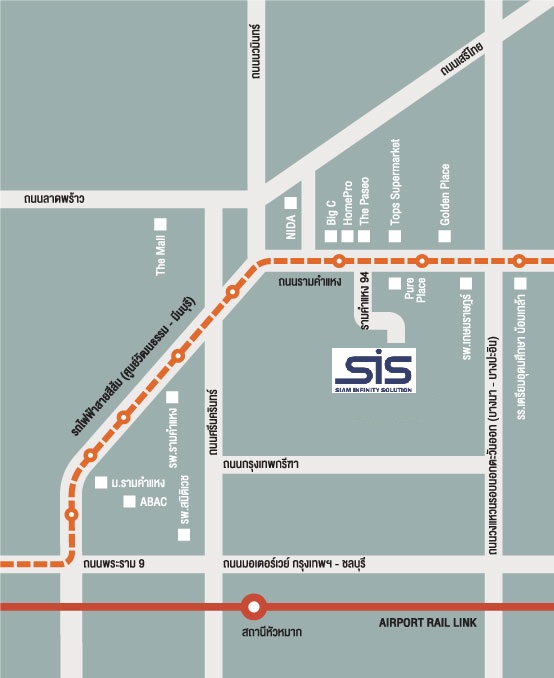 ถนนนวมินทร์
ถนนเสรีไทย
ถนนลาดพร้าว
The Mall
NIDA
Big C
HomePro
The Paseo
Tops Supermarket
Golden Place
ถนนรามคำแหง
รามคำแหง 94
Pure
Place
รพ.เกษมราษฎร์
รร.เตรียมอุดมศึกษา น้อมเกล้า
รถไฟฟ้าสายสีส้ม (ศูนย์วัฒนธรรม - มีนบุรี)
sis
SIAM INFINITY SOLUTION
ถนนศรีนครินทร์
ถนนวงแหวนรอบนอกตะวันออก (บางนา - บางปะอิน)
รพ.รามคำแหง
ถนนกรุงเทพกรีฑา
ม.รามคำแหง
ABAC
รพ.สมิติเวช
ถนนพระราม 9
ถนนมอเตอร์เวย์ กรุงเทพฯ - ชลบุรี
สถานีหัวหมาก
AIRPORT RAIL LINK